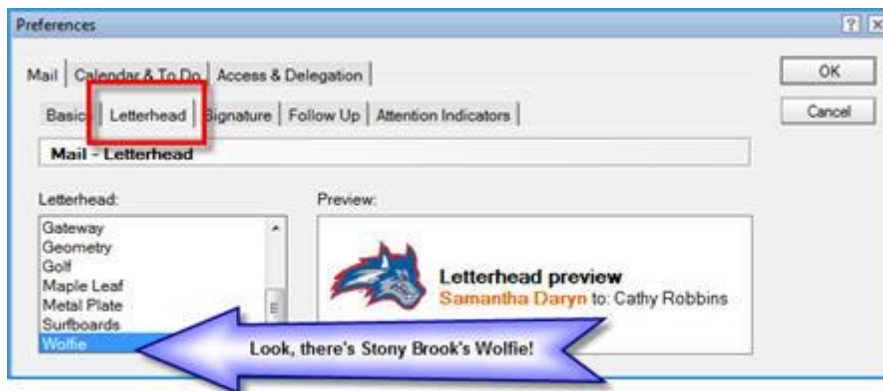 Preferences
Mail Calendar & To Do Access & Delegation
OK
Basics Letterhead Signature Follow Up Attention Indicators
Cancel
Mail - Letterhead
Letterhead:
Preview:
Gateway
Geometry
Golf
Maple Leaf
Metal Plate
Surfboards
Wolfie
Letterhead preview
Samantha Daryn to: Cathy Robbins
Look, there's Stony Brook's Wolfie!